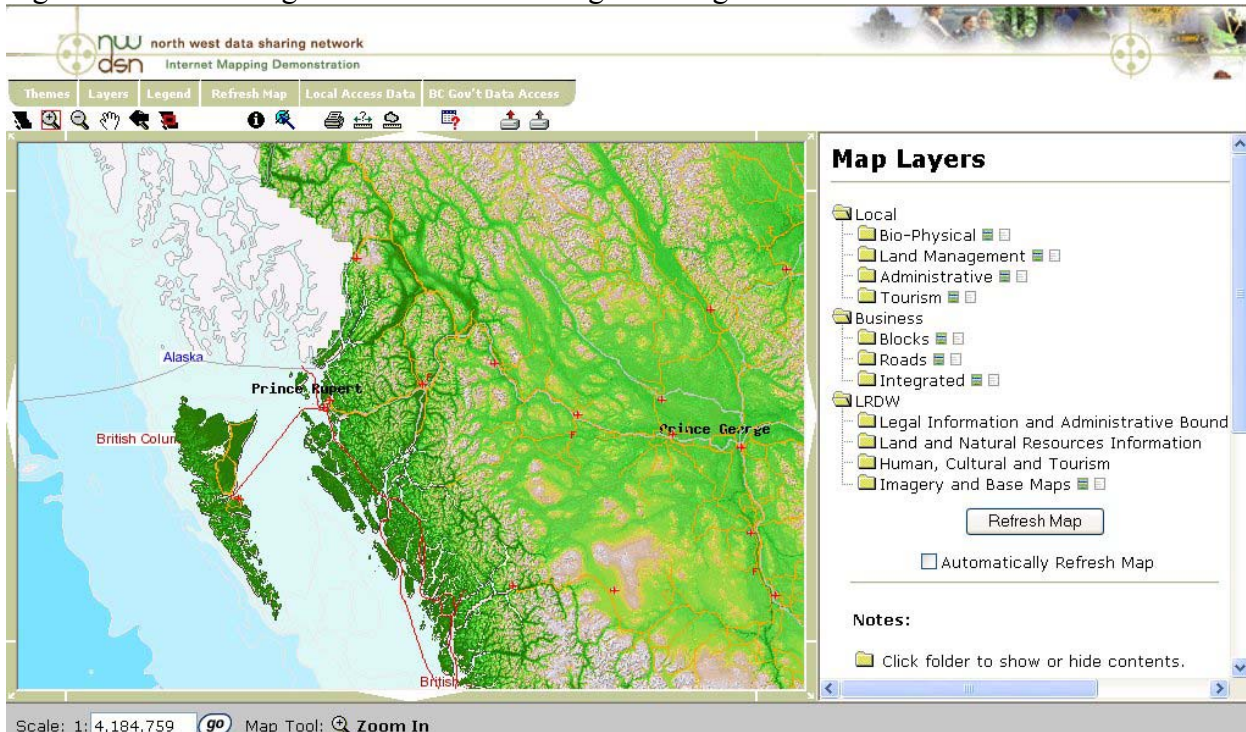 nw dsn north west data sharing network
Internet Mapping Demonstration
Themes Layers Legend Refresh Map Local Access Data BC Gov't Data Access
Alaska
Prince Rupert
Prince George
British Colum
British
Map Layers
Local
Bio-Physical
Land Management
Administrative
Tourism
Business
Blocks
Roads
Integrated
LRDW
Legal Information and Administrative Bound
Land and Natural Resources Information
Human, Cultural and Tourism
Imagery and Base Maps
Refresh Map
Automatically Refresh Map
Notes:
Click folder to show or hide contents.
Scale: 1: 4,184,759 go Map Tool: Zoom In